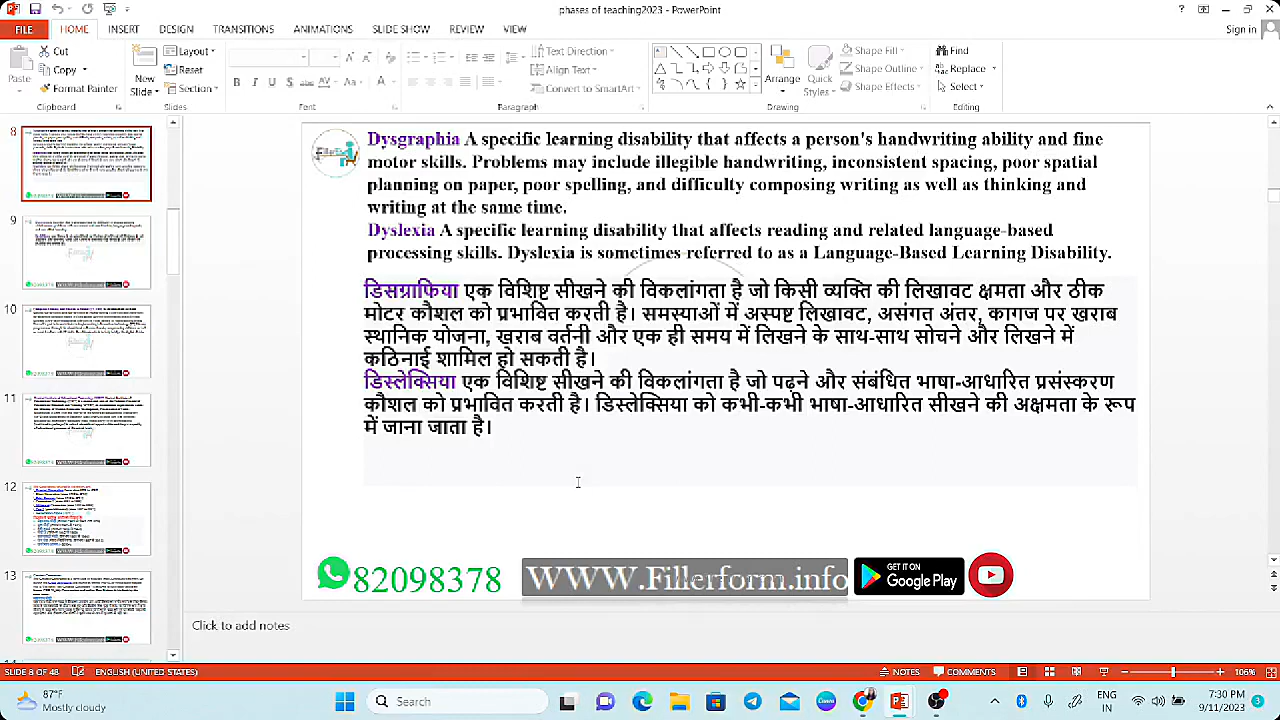 phases of teaching2023 - PowerPoint
FILE HOME INSERT DESIGN TRANSITIONS ANIMATIONS SLIDE SHOW REVIEW VIEW Sign in
Paste Cut Copy Format Painter
New Slide Layout Reset Section
Text Direction Align Text Convert to SmartArt
Arrange Quick Styles Shape Fill Shape Outline Shape Effects
Find Replace Select
Clipboard Slides Font Paragraph Drawing Editing
8
9
10
11
12
13
Dysgraphia A specific learning disability that affects a person's handwriting ability and fine
motor skills. Problems may include illegible handwriting, inconsistent spacing, poor spatial
planning on paper, poor spelling, and difficulty composing writing as well as thinking and
writing at the same time.
Dyslexia A specific learning disability that affects reading and related language-based
processing skills. Dyslexia is sometimes referred to as a Language-Based Learning Disability.
डिसग्राफिया एक विशिष्ट सीखने की विकलांगता है जो किसी व्यक्ति की लिखावट क्षमता और ठीक
मोटर कौशल को प्रभावित करती है। समस्याओं में अवैध लिखावट, असंगत अंतर, कागज पर खराब
स्थानिक योजना, खराब वर्तनी और एक ही समय में लिखने के साथ-साथ सोचने और लिखने में
कठिनाई शामिल हो सकती है।
डिस्लेक्सिया एक विशिष्ट सीखने की विकलांगता है जो पढ़ने और संबंधित भाषा-आधारित प्रसंस्करण
कौशल को प्रभावित करती है। डिस्लेक्सिया को कभी-कभी भाषा-आधारित सीखने की अक्षमता के रूप
में जाना जाता है।
82098378 GET IT ON Google Play
Click to add notes
SLIDE 8 OF 48 ENGLISH (UNITED STATES) NOTES COMMENTS 106%
87°F
Mostly cloudy
Search
ENG
IN
7:30 PM
9/11/2023
3